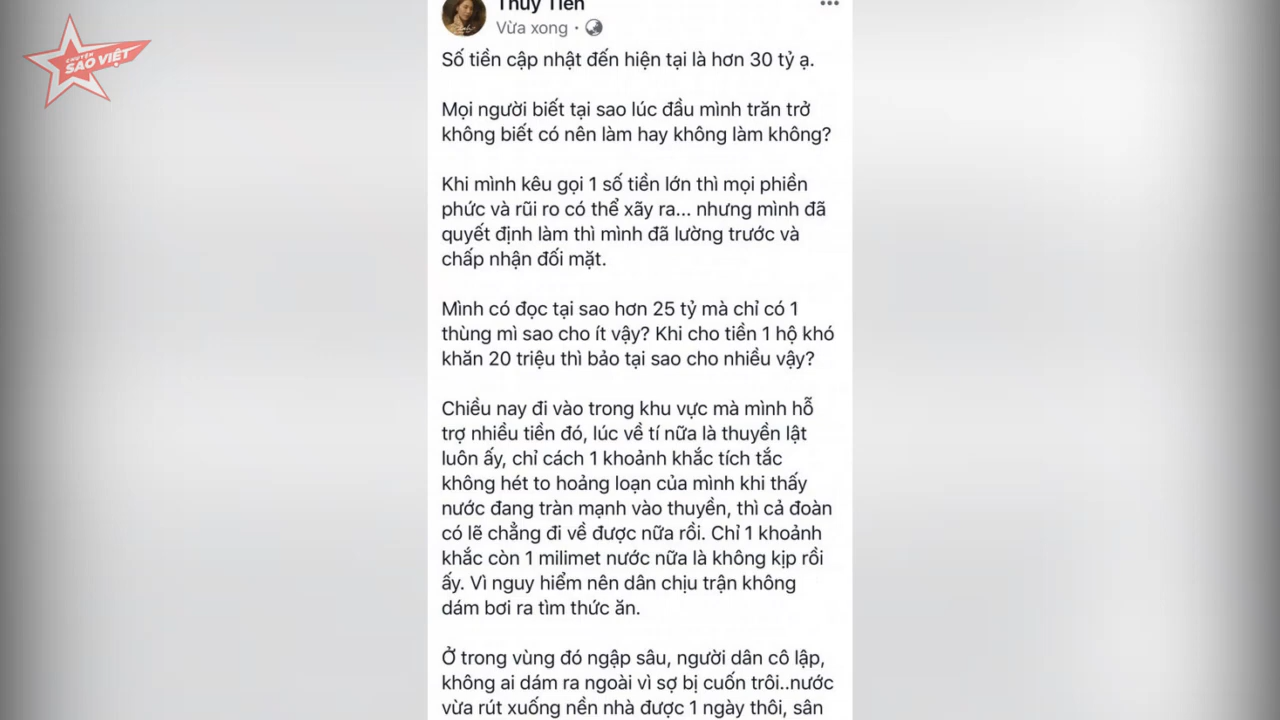 CHUYỆN
SAO VIỆT
Thủy Tiên
Vừa xong ·
Số tiền cập nhật đến hiện tại là hơn 30 tỷ ạ.
Mọi người biết tại sao lúc đầu mình trăn trở
không biết có nên làm hay không làm không?
Khi mình kêu gọi 1 số tiền lớn thì mọi phiền
phức và rũi ro có thể xãy ra... nhưng mình đã
quyết định làm thì mình đã lường trước và
chấp nhận đối mặt.
Mình có đọc tại sao hơn 25 tỷ mà chỉ có 1
thùng mì sao cho ít vậy? Khi cho tiền 1 hộ khó
khăn 20 triệu thì bảo tại sao cho nhiều vậy?
Chiều nay đi vào trong khu vực mà mình hỗ
trợ nhiều tiền đó, lúc về tí nữa là thuyền lật
luôn ấy, chỉ cách 1 khoảnh khắc tích tắc
không hét to hoảng loạn của mình khi thấy
nước đang tràn mạnh vào thuyền, thì cả đoàn
có lẽ chẳng đi về được nữa rồi. Chỉ 1 khoảnh
khắc còn 1 milimet nước nữa là không kịp rồi
ấy. Vì nguy hiểm nên dân chịu trận không
dám bơi ra tìm thức ăn.
Ở trong vùng đó ngập sâu, người dân cô lập,
không ai dám ra ngoài vì sợ bị cuốn trôi..nước
vừa rút xuống nền nhà được 1 ngày thôi, sân